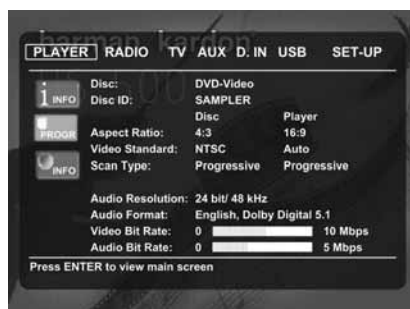 harman kardon
PLAYER RADIO TV AUX D. IN USB SET-UP
i INFO
PROGR
INFO
Disc: DVD-Video
Disc ID: SAMPLER
Disc Player
Aspect Ratio: 4:3 16:9
Video Standard: NTSC Auto
Scan Type: Progressive Progressive
Audio Resolution: 24 bit/ 48 kHz
Audio Format: English, Dolby Digital 5.1
Video Bit Rate: 0 10 Mbps
Audio Bit Rate: 0 5 Mbps
Press ENTER to view main screen